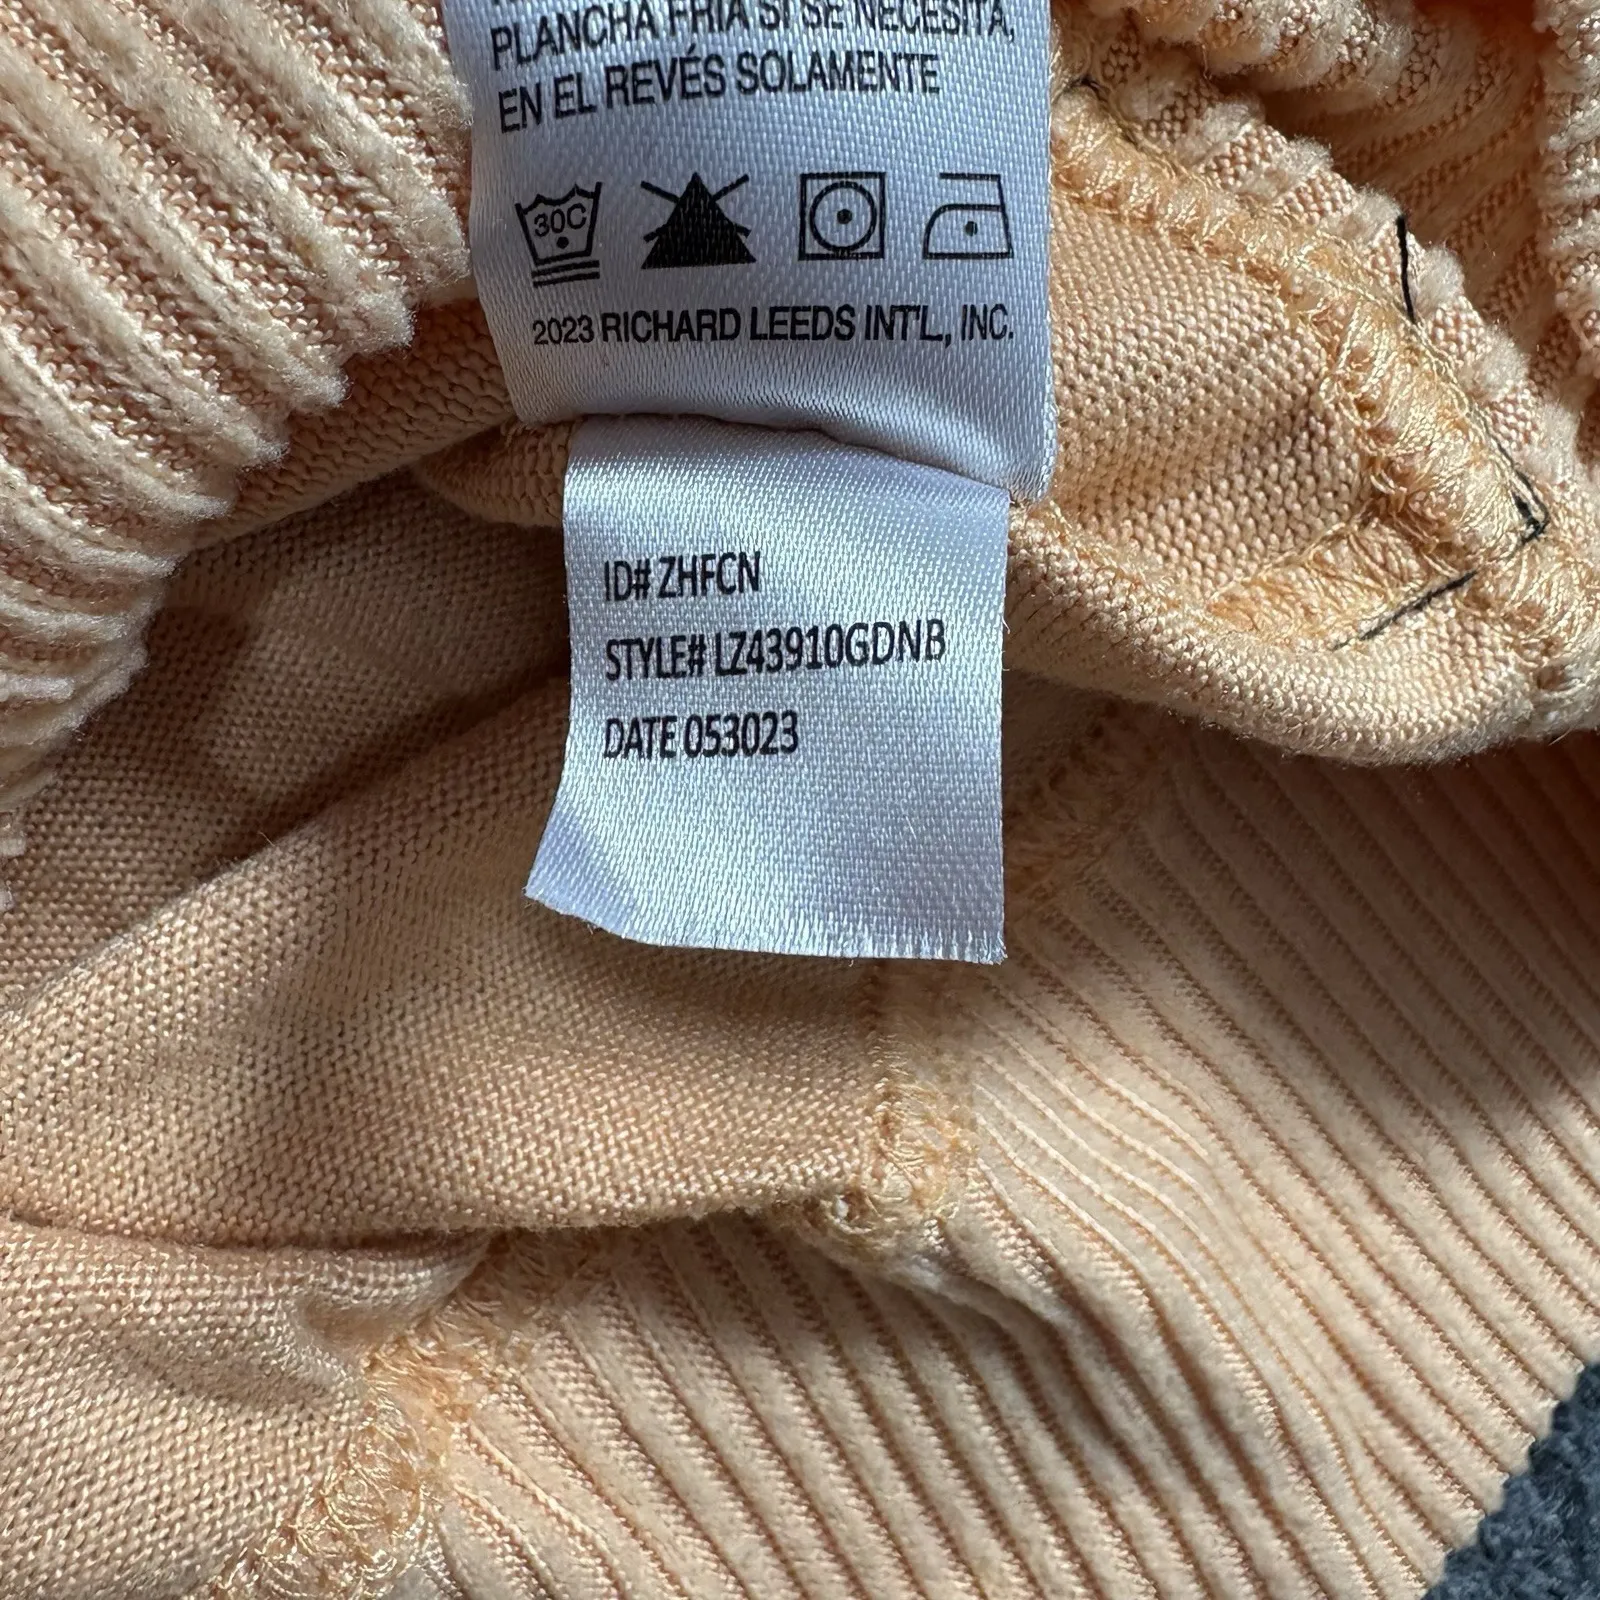 PLANCHA FRÍA SI SE NECESITA,
EN EL REVÉS SOLAMENTE
30C
2023 RICHARD LEEDS INT'L, INC.
ID# ZHFCN
STYLE# LZ43910GDNB
DATE 053023